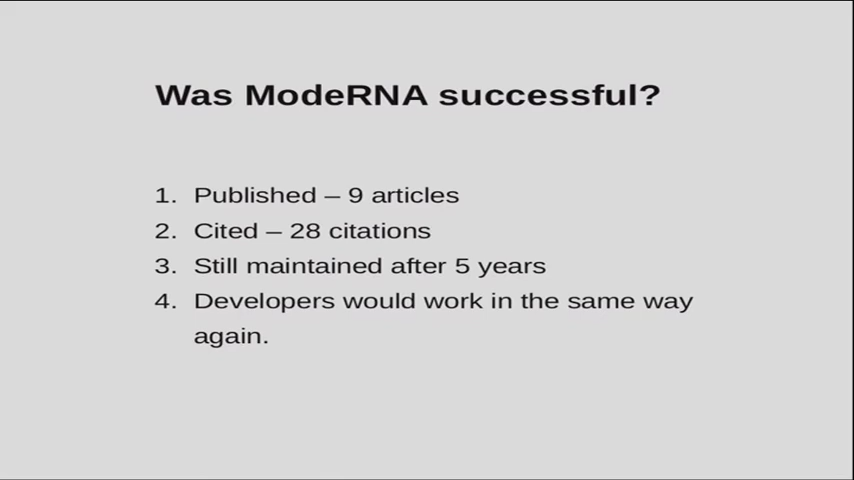 Was ModeRNA successful?
1. Published – 9 articles
2. Cited – 28 citations
3. Still maintained after 5 years
4. Developers would work in the same way
again.